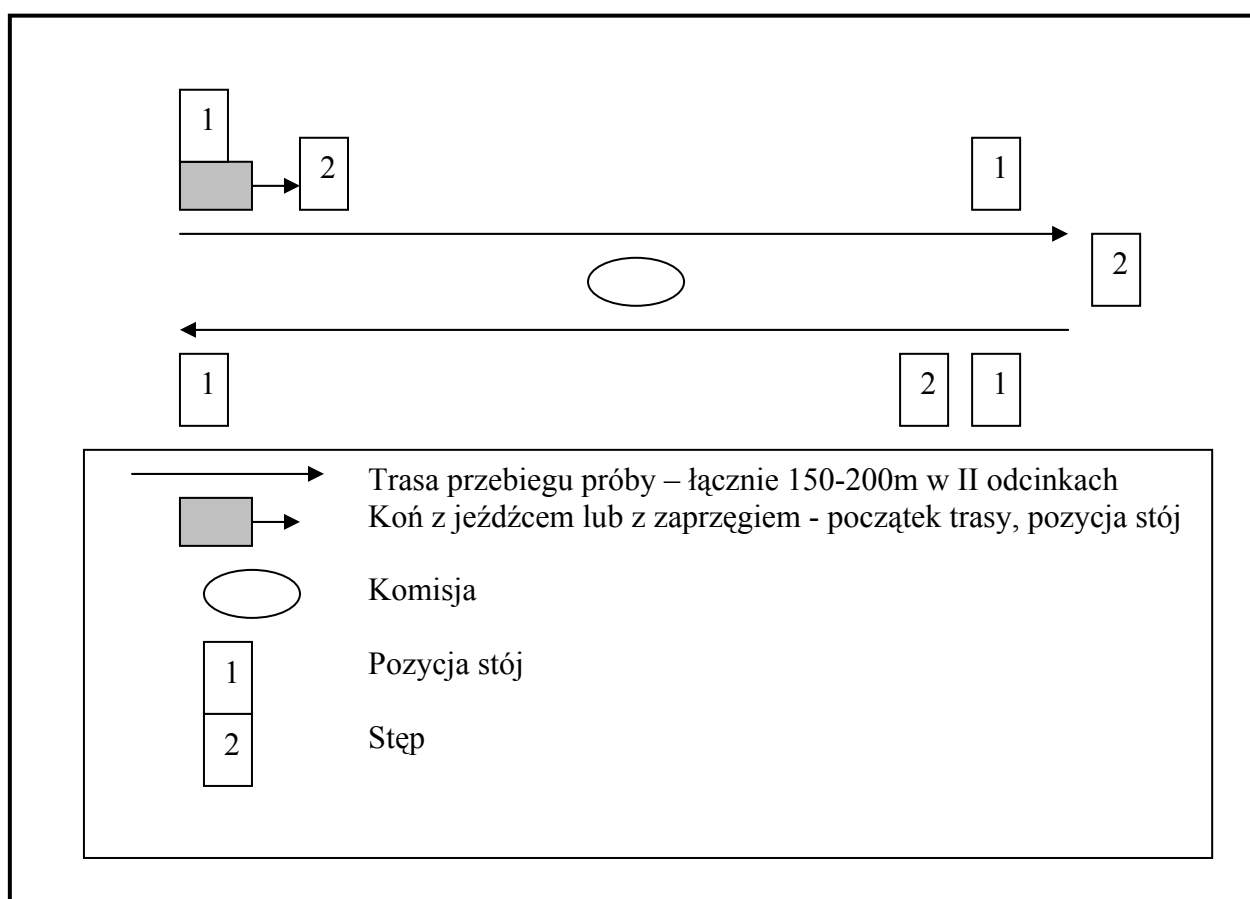 1
2
1
2
1
2
1
Trasa przebiegu próby – łącznie 150-200m w II odcinkach
Koń z jeźdźcem lub z zaprzęgiem - początek trasy, pozycja stój
Komisja
1 Pozycja stój
2 Stęp